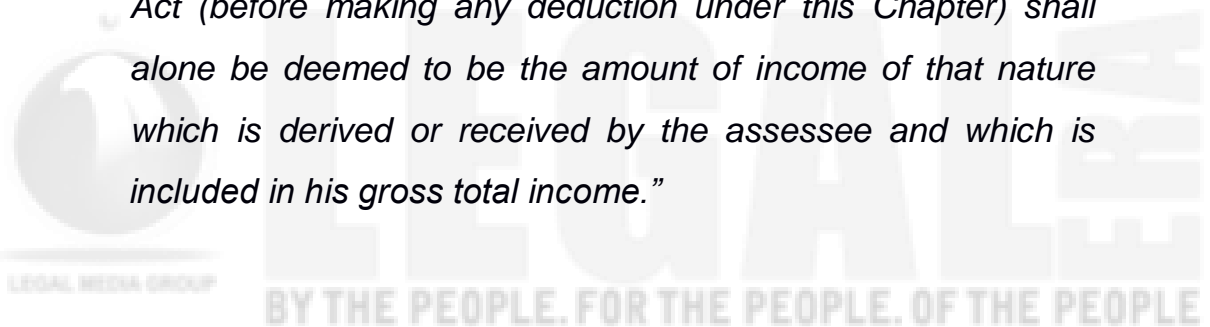 Act (before making any deduction under this Chapter) shall
alone be deemed to be the amount of income of that nature
which is derived or received by the assessee and which is
included in his gross total income.”
LEGAL ERA
LEGAL MEDIA GROUP
BY THE PEOPLE. FOR THE PEOPLE. OF THE PEOPLE